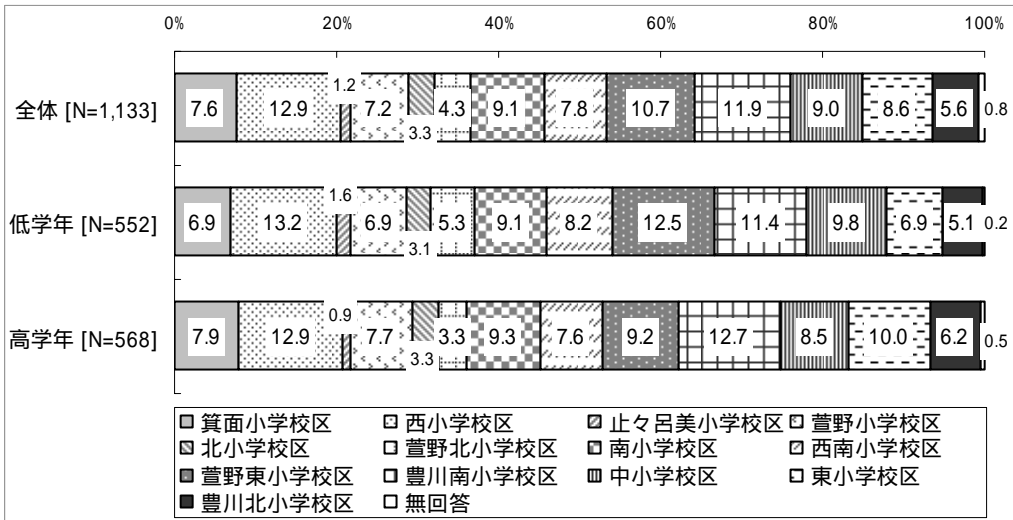 0% 20% 40% 60% 80% 100%
全体 [N=1,133] 7.6 12.9 1.2 7.2 3.3 4.3 9.1 7.8 10.7 11.9 9.0 8.6 5.6 0.8
低学年 [N=552] 6.9 13.2 1.6 6.9 3.1 5.3 9.1 8.2 12.5 11.4 9.8 6.9 5.1 0.2
高学年 [N=568] 7.9 12.9 0.9 7.7 3.3 3.3 9.3 7.6 9.2 12.7 8.5 10.0 6.2 0.5
箕面小学校区 西小学校区 止々呂美小学校区 萱野小学校区
北小学校区 萱野北小学校区 南小学校区 西南小学校区
萱野東小学校区 豊川南小学校区 中小学校区 東小学校区
豊川北小学校区 無回答